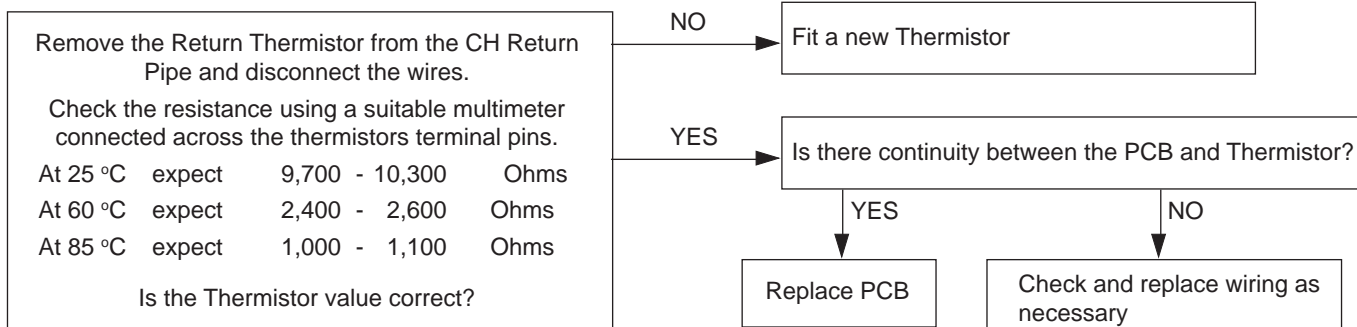 Remove the Return Thermistor from the CH Return
Pipe and disconnect the wires.
Check the resistance using a suitable multimeter
connected across the thermistors terminal pins.
At 25 °C expect 9,700 - 10,300 Ohms
At 60 °C expect 2,400 - 2,600 Ohms
At 85 °C expect 1,000 - 1,100 Ohms
Is the Thermistor value correct?
NO
Fit a new Thermistor
YES
Is there continuity between the PCB and Thermistor?
YES
Replace PCB
NO
Check and replace wiring as
necessary